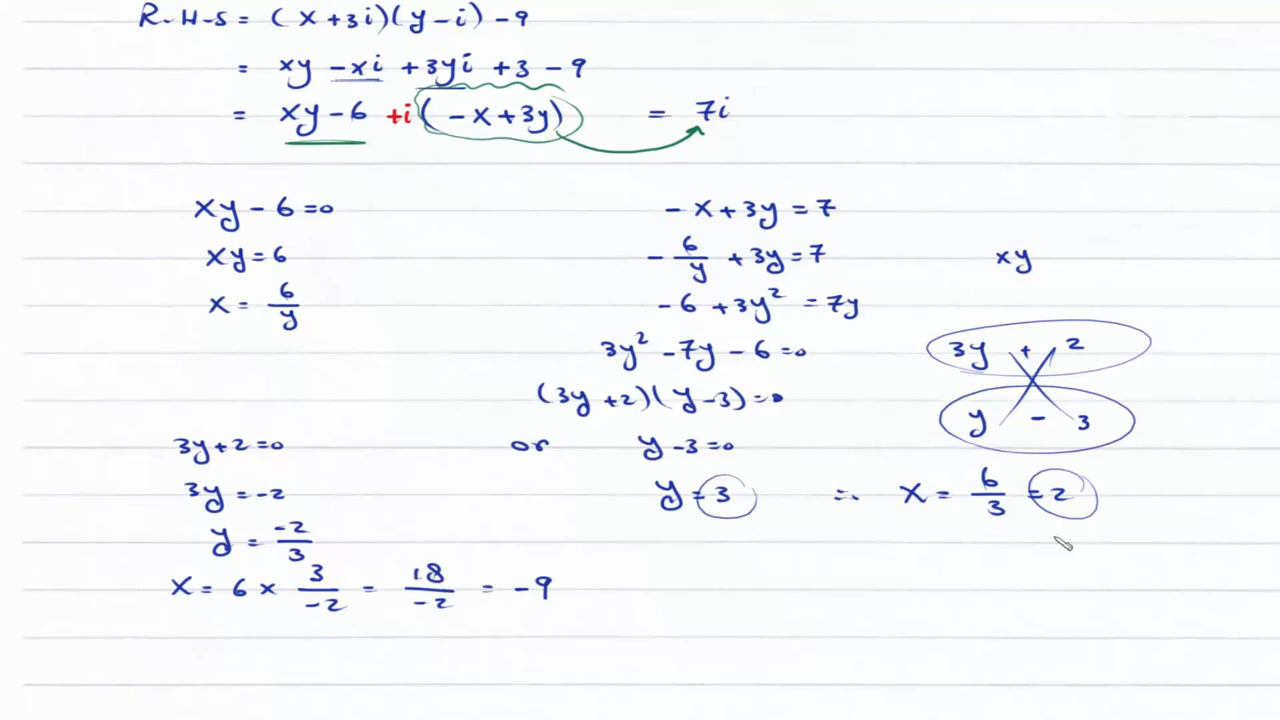 R-H-S = (x+3i)(y-i) -9
= xy -xi +3yi +3 -9
= xy-6 +i(-x+3y) = 7i
xy-6=0
xy=6
x = 6/y
-x+3y=7
-6/y +3y=7
-6 +3y² =7y
3y² -7y-6=0
(3y+2)(y-3)=0
xy
3y + 2
y - 3
3y+2=0 or y-3=0
3y=-2
y = -2/3
x = 6 × 3/-2 = 18/-2 = -9
y=3 ∴ x = 6/3 =2